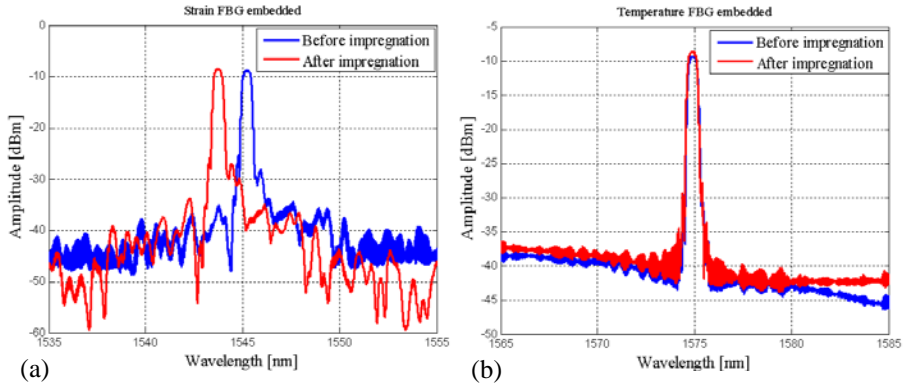 Strain FBG embedded
Before impregnation
After impregnation
Amplitude [dBm]
0
-10
-20
-30
-40
-50
-60
1535
1540
1545
1550
1555
Wavelength [nm]
(a)
Temperature FBG embedded
Before impregnation
After impregnation
Amplitude [dBm]
0
-5
-10
-15
-20
-25
-30
-35
-40
-45
-50
1565
1570
1575
1580
1585
Wavelength [nm]
(b)